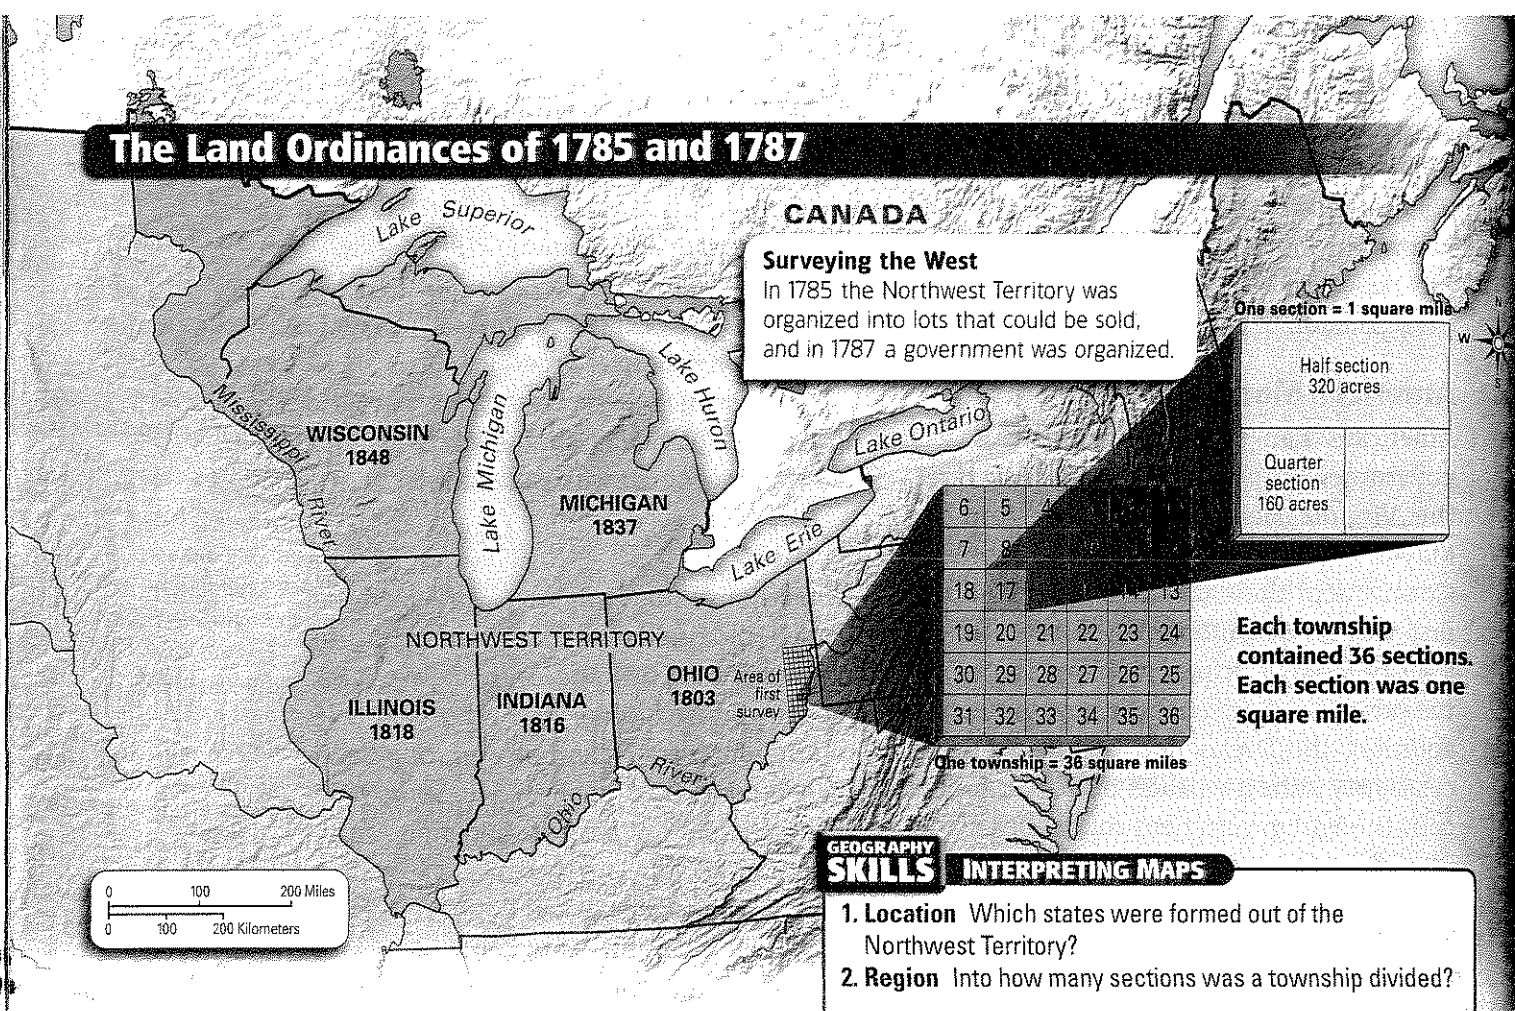 The Land Ordinances of 1785 and 1787
CANADA
Lake Superior
Surveying the West
In 1785 the Northwest Territory was
organized into lots that could be sold,
and in 1787 a government was organized.
One section = 1 square mile
N
W
S
Half section
320 acres
Quarter
section
160 acres
Lake Huron
Lake Michigan
Lake Ontario
Lake Erie
Mississippi
River
WISCONSIN
1848
MICHIGAN
1837
6 5 4
7 8
18 17 13
19 20 21 22 23 24
30 29 28 27 26 25
31 32 33 34 35 36
One township = 36 square miles
Each township
contained 36 sections.
Each section was one
square mile.
NORTHWEST TERRITORY
OHIO
1803
Area of
first
survey
ILLINOIS
1818
INDIANA
1816
Ohio River
0 100 200 Miles
0 100 200 Kilometers
GEOGRAPHY
SKILLS
INTERPRETING MAPS
1. Location Which states were formed out of the
Northwest Territory?
2. Region Into how many sections was a township divided?